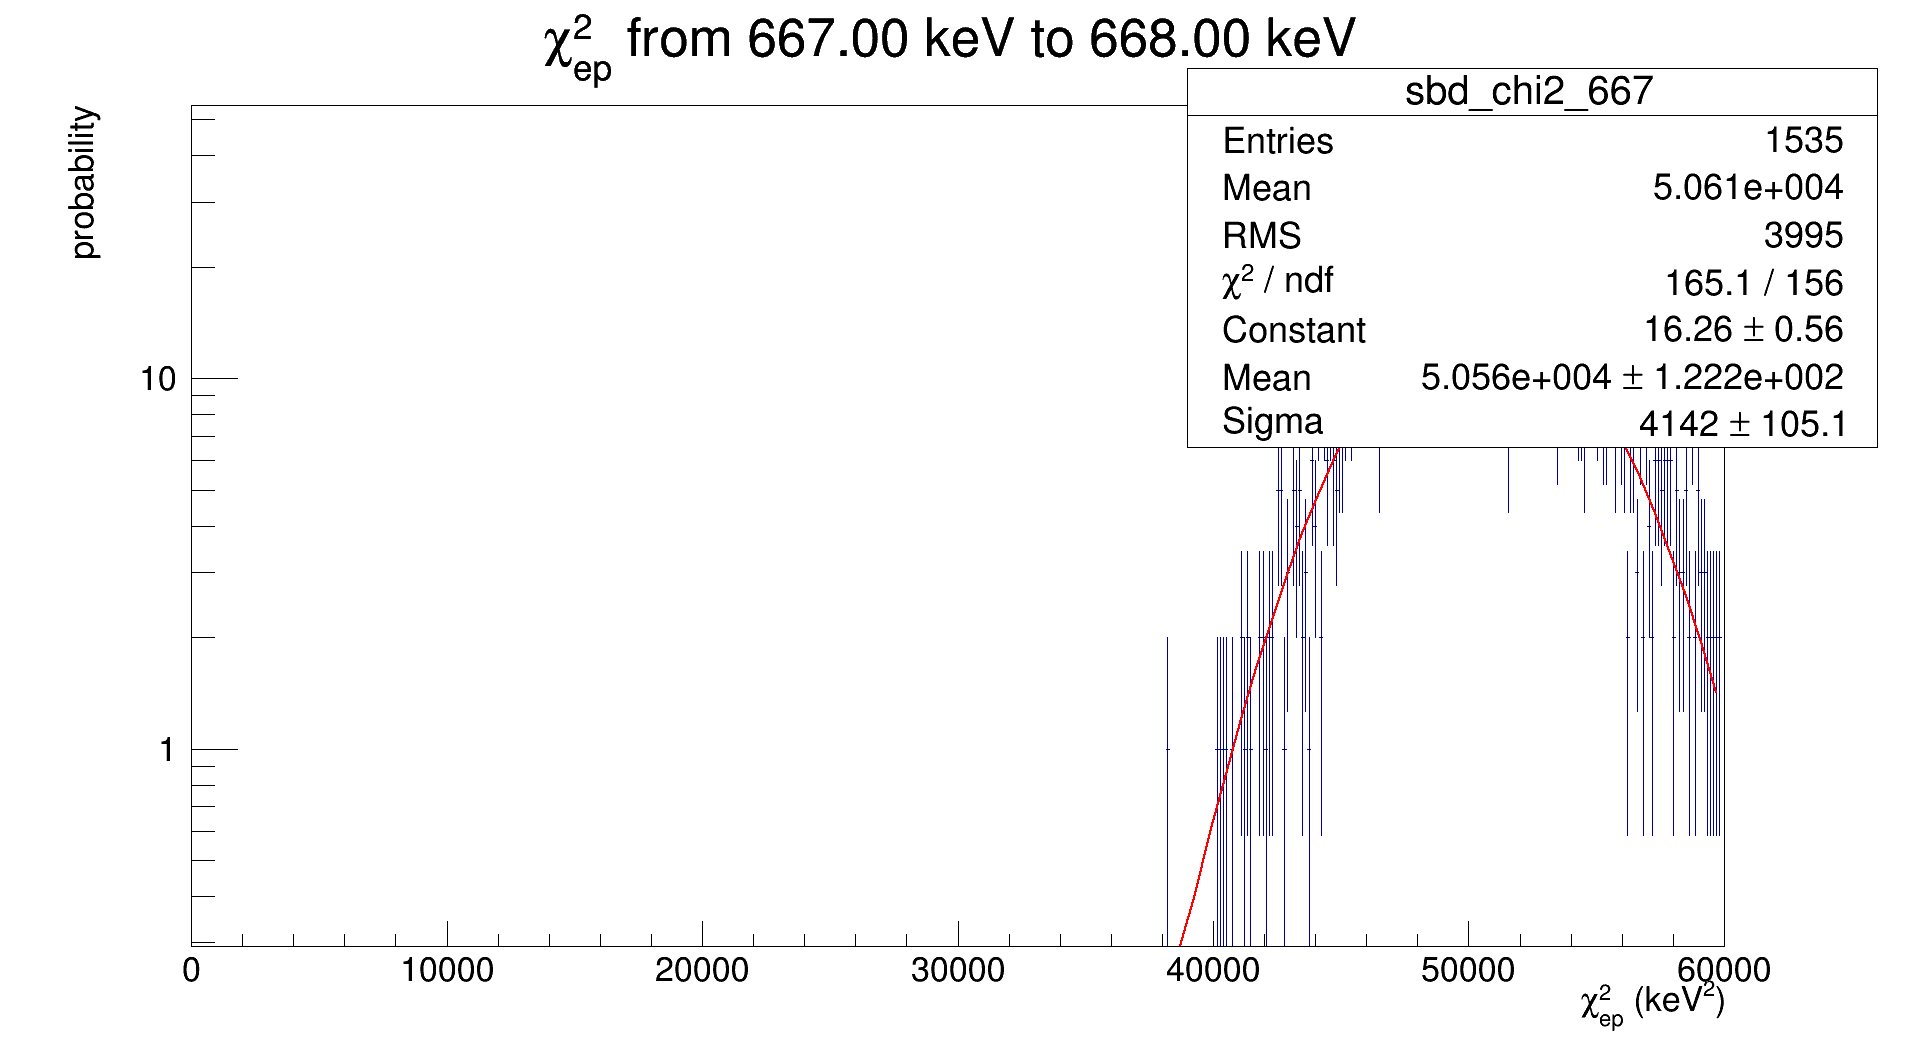 χ²ep from 667.00 keV to 668.00 keV
probability
sbd_chi2_667
Entries 1535
Mean 5.061e+004
RMS 3995
χ² / ndf 165.1 / 156
Constant 16.26 ± 0.56
Mean 5.056e+004 ± 1.222e+002
Sigma 4142 ± 105.1
10
1
0 10000 20000 30000 40000 50000 60000
χ²ep (keV²)